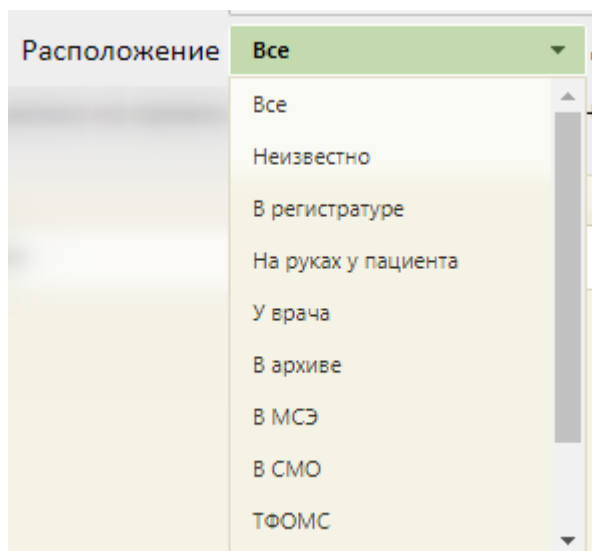 Расположение Все
Все
Неизвестно
В регистратуре
На руках у пациента
У врача
В архиве
В МСЭ
В СМО
ТФОМС